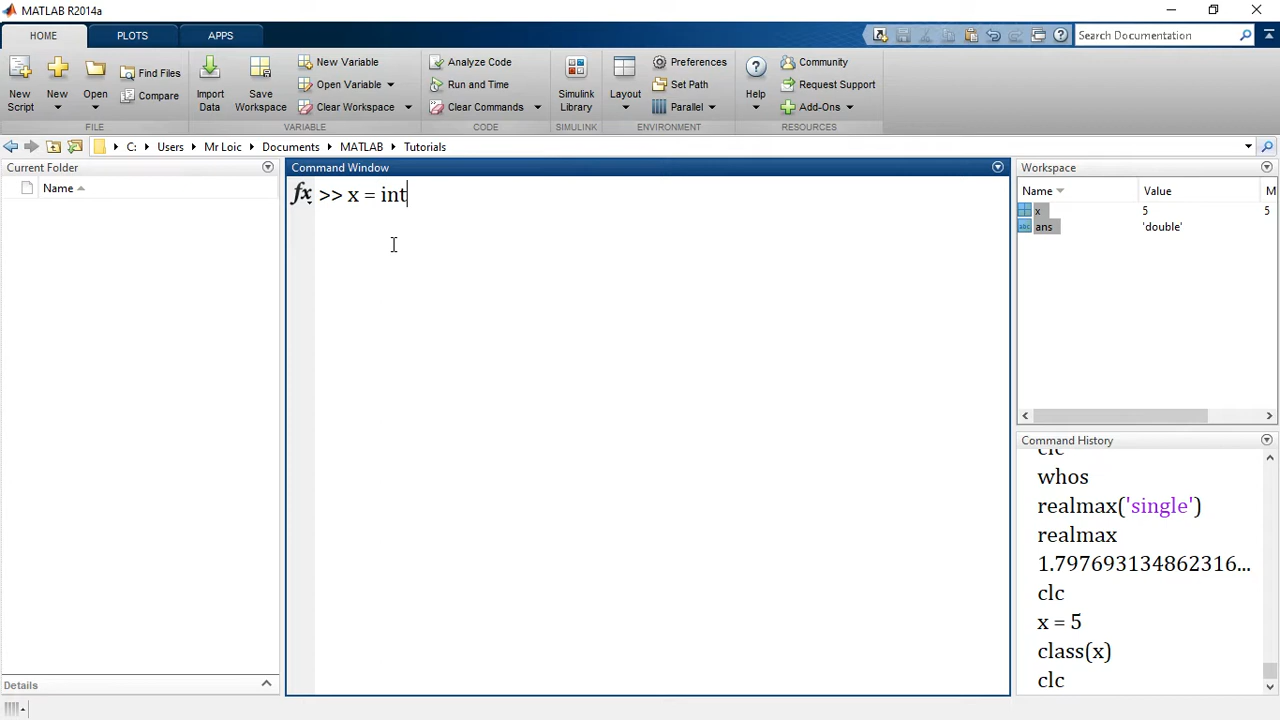 MATLAB R2014a
HOME PLOTS APPS
Search Documentation
New Script
New
Open
Find Files
Compare
FILE
Import Data
Save Workspace
New Variable
Open Variable
Clear Workspace
VARIABLE
Analyze Code
Run and Time
Clear Commands
CODE
Simulink Library
SIMULINK
Layout
Preferences
Set Path
Parallel
ENVIRONMENT
Help
Community
Request Support
Add-Ons
RESOURCES
C: Users Mr Loic Documents MATLAB Tutorials
Current Folder
Name
Details
Command Window
fx >> x = int
Workspace
Name Value M
x 5 5
abc ans 'double'
Command History
clc
whos
realmax('single')
realmax
1.797693134862316...
clc
x = 5
class(x)
clc